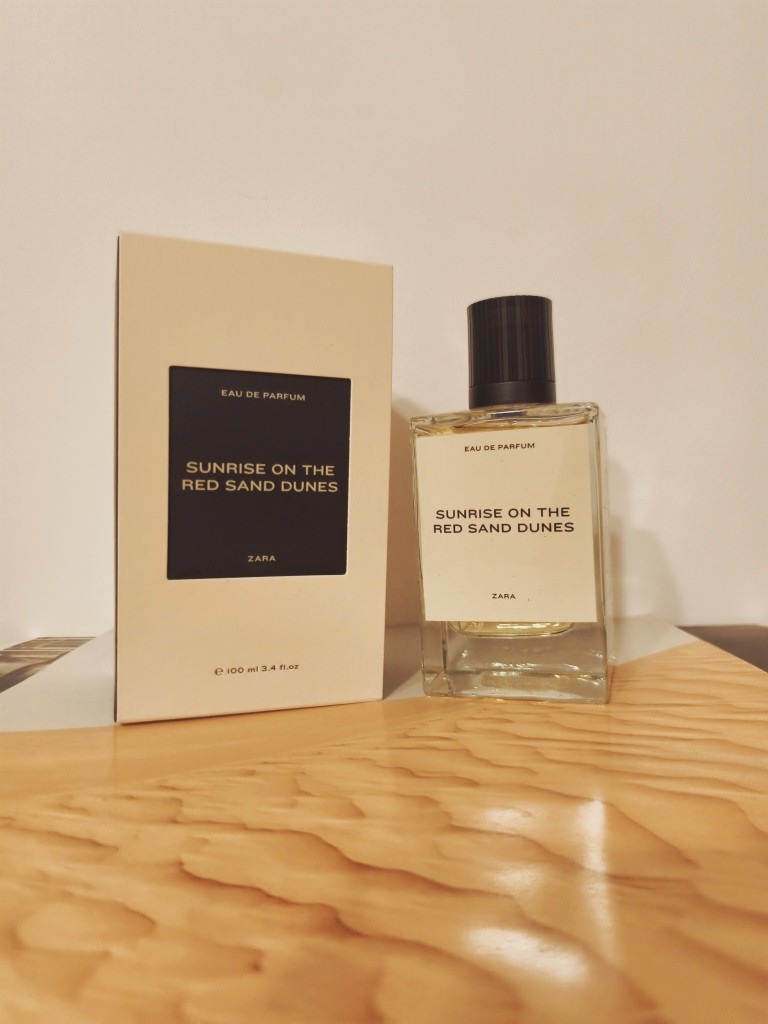 EAU DE PARFUM
SUNRISE ON THE
RED SAND DUNES
ZARA
℮ 100 ml 3.4 fl.oz
EAU DE PARFUM
SUNRISE ON THE
RED SAND DUNES
ZARA